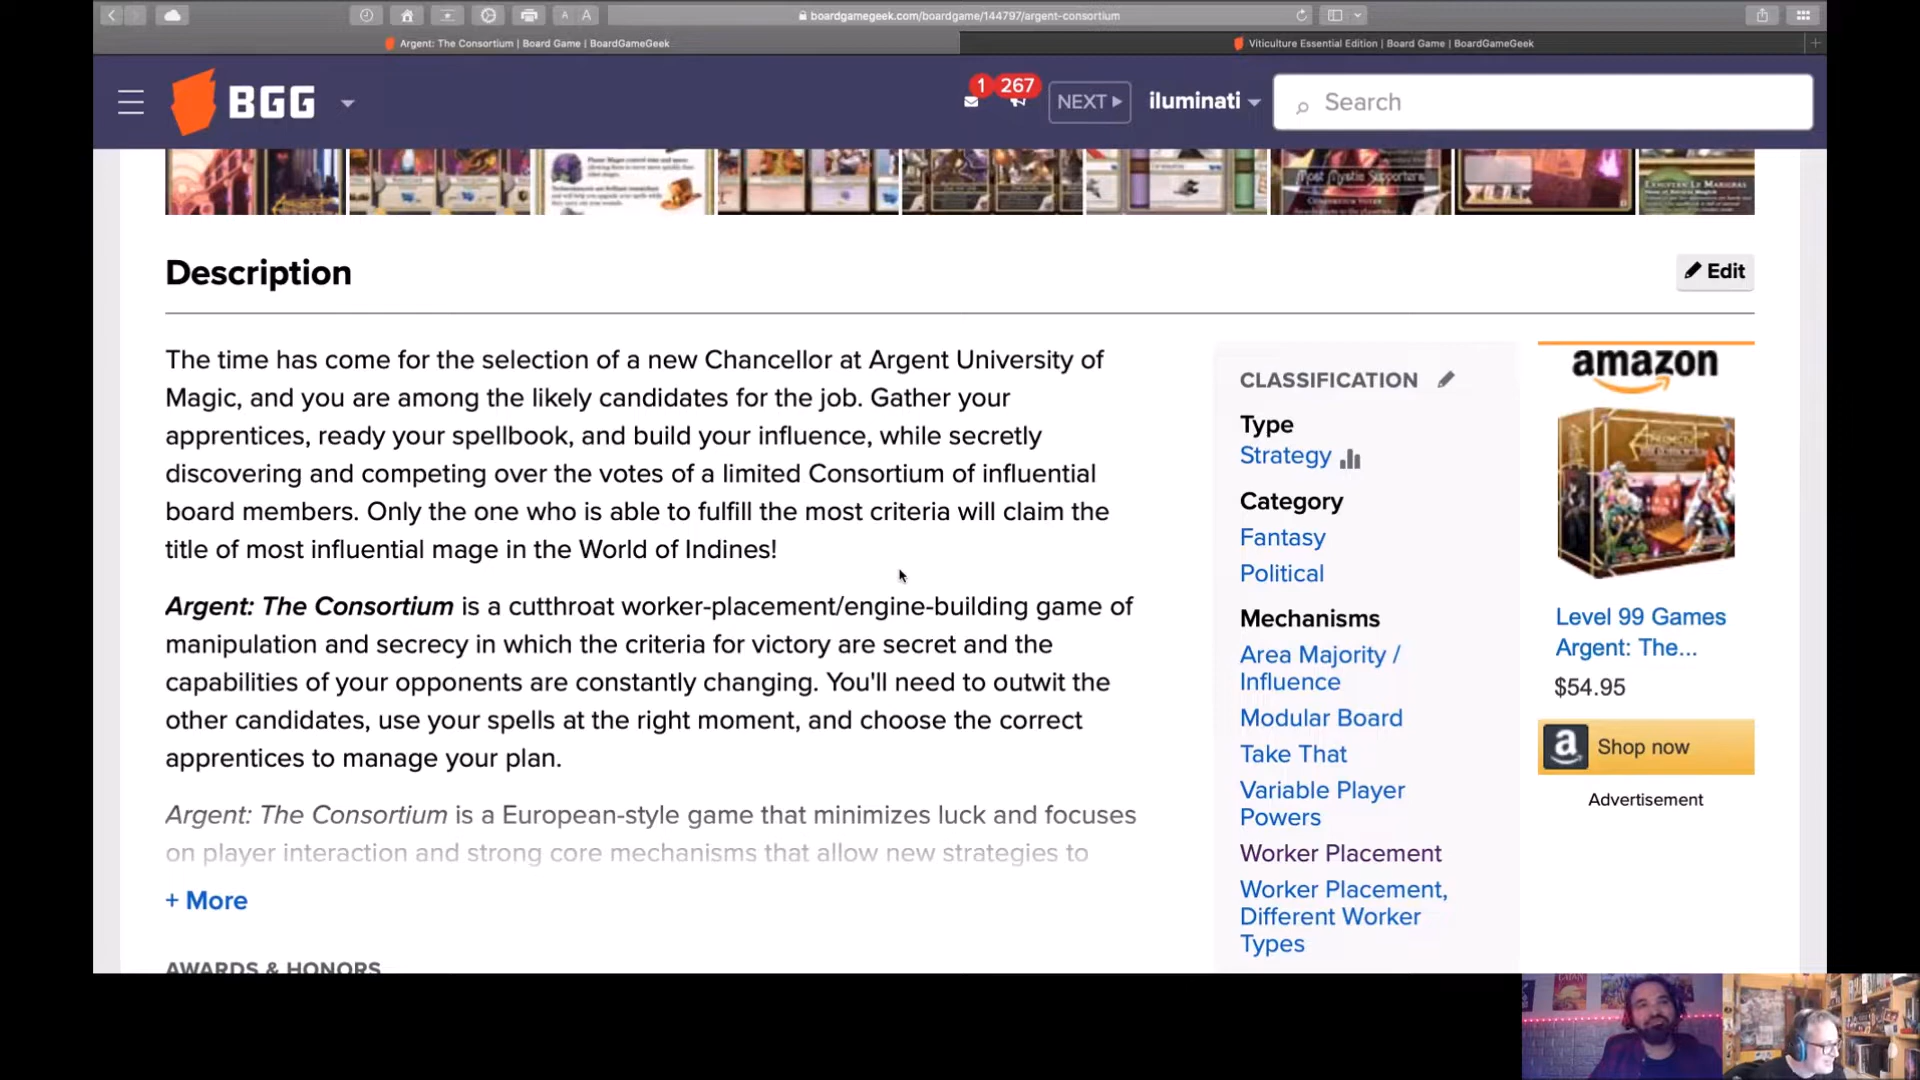 boardgamegeek.com/boardgame/144797/argent-consortium
Argent: The Consortium | Board Game | BoardGameGeek
Viticulture Essential Edition | Board Game | BoardGameGeek
BGG
1
267
NEXT
iluminati
Search
Most Mystic Supporters
Description
Edit
The time has come for the selection of a new Chancellor at Argent University of
Magic, and you are among the likely candidates for the job. Gather your
apprentices, ready your spellbook, and build your influence, while secretly
discovering and competing over the votes of a limited Consortium of influential
board members. Only the one who is able to fulfill the most criteria will claim the
title of most influential mage in the World of Indines!
Argent: The Consortium is a cutthroat worker-placement/engine-building game of
manipulation and secrecy in which the criteria for victory are secret and the
capabilities of your opponents are constantly changing. You'll need to outwit the
other candidates, use your spells at the right moment, and choose the correct
apprentices to manage your plan.
Argent: The Consortium is a European-style game that minimizes luck and focuses
on player interaction and strong core mechanisms that allow new strategies to
+ More
AWARDS & HONORS
CLASSIFICATION
Type
Strategy
Category
Fantasy
Political
Mechanisms
Area Majority /
Influence
Modular Board
Take That
Variable Player
Powers
Worker Placement
Worker Placement,
Different Worker
Types
amazon
Level 99 Games
Argent: The...
$54.95
a
Shop now
Advertisement